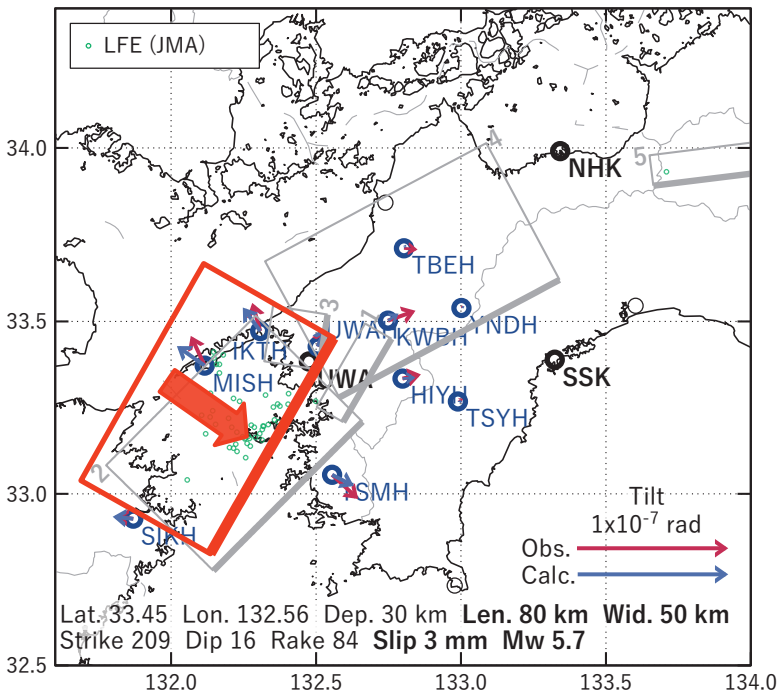 LFE (JMA)
34.0
33.5
33.0
32.5
132.0
132.5
133.0
133.5
134.0
4
5
NHK
TBEH
3
1
UWAH
KWBH
YNDH
IKTH
MISH
UWA
SSK
HIYH
TSYH
2
SMH
SIKH
Tilt
1x10⁻⁷ rad
Obs.
Calc.
Lat. 33.45 Lon. 132.56 Dep. 30 km Len. 80 km Wid. 50 km
Strike 209 Dip 16 Rake 84 Slip 3 mm Mw 5.7